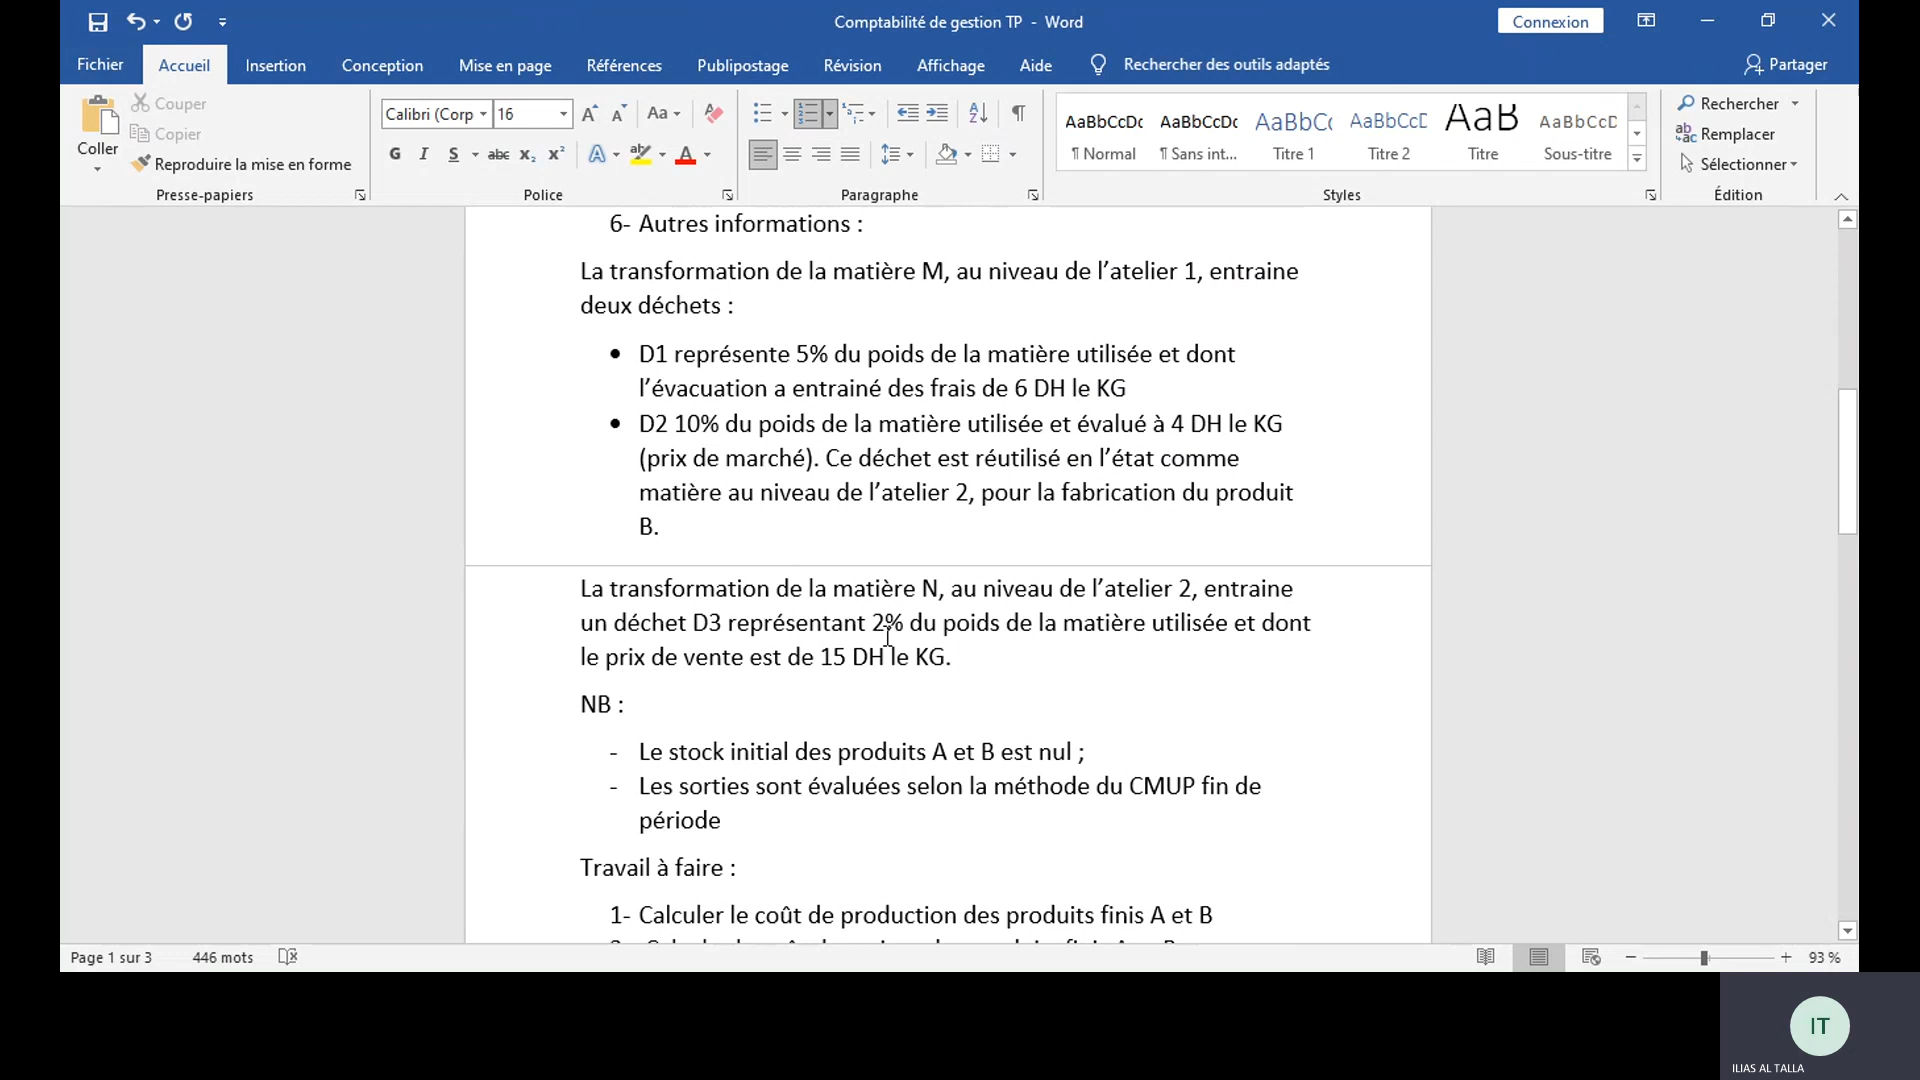 Comptabilité de gestion TP - Word
Connexion
Fichier Accueil Insertion Conception Mise en page Références Publipostage Révision Affichage Aide Rechercher des outils adaptés Partager
Coller
Couper
Copier
Reproduire la mise en forme
Presse-papiers
Calibri (Corp 16
Aa
G I S abc x₂ x²
Police
Paragraphe
AaBbCcDc AaBbCcDc AaBbCc AaBbCcD AaB AaBbCcD
¶ Normal ¶ Sans int... Titre 1 Titre 2 Titre Sous-titre
Styles
Rechercher
Remplacer
Sélectionner
Édition
6- Autres informations :
La transformation de la matière M, au niveau de l’atelier 1, entraine
deux déchets :
• D1 représente 5% du poids de la matière utilisée et dont
l’évacuation a entrainé des frais de 6 DH le KG
• D2 10% du poids de la matière utilisée et évalué à 4 DH le KG
(prix de marché). Ce déchet est réutilisé en l’état comme
matière au niveau de l’atelier 2, pour la fabrication du produit
B.
La transformation de la matière N, au niveau de l’atelier 2, entraine
un déchet D3 représentant 2% du poids de la matière utilisée et dont
le prix de vente est de 15 DH le KG.
NB :
- Le stock initial des produits A et B est nul ;
- Les sorties sont évaluées selon la méthode du CMUP fin de
période
Travail à faire :
1- Calculer le coût de production des produits finis A et B
Page 1 sur 3 446 mots 93 %
IT
ILIAS AL TALLA